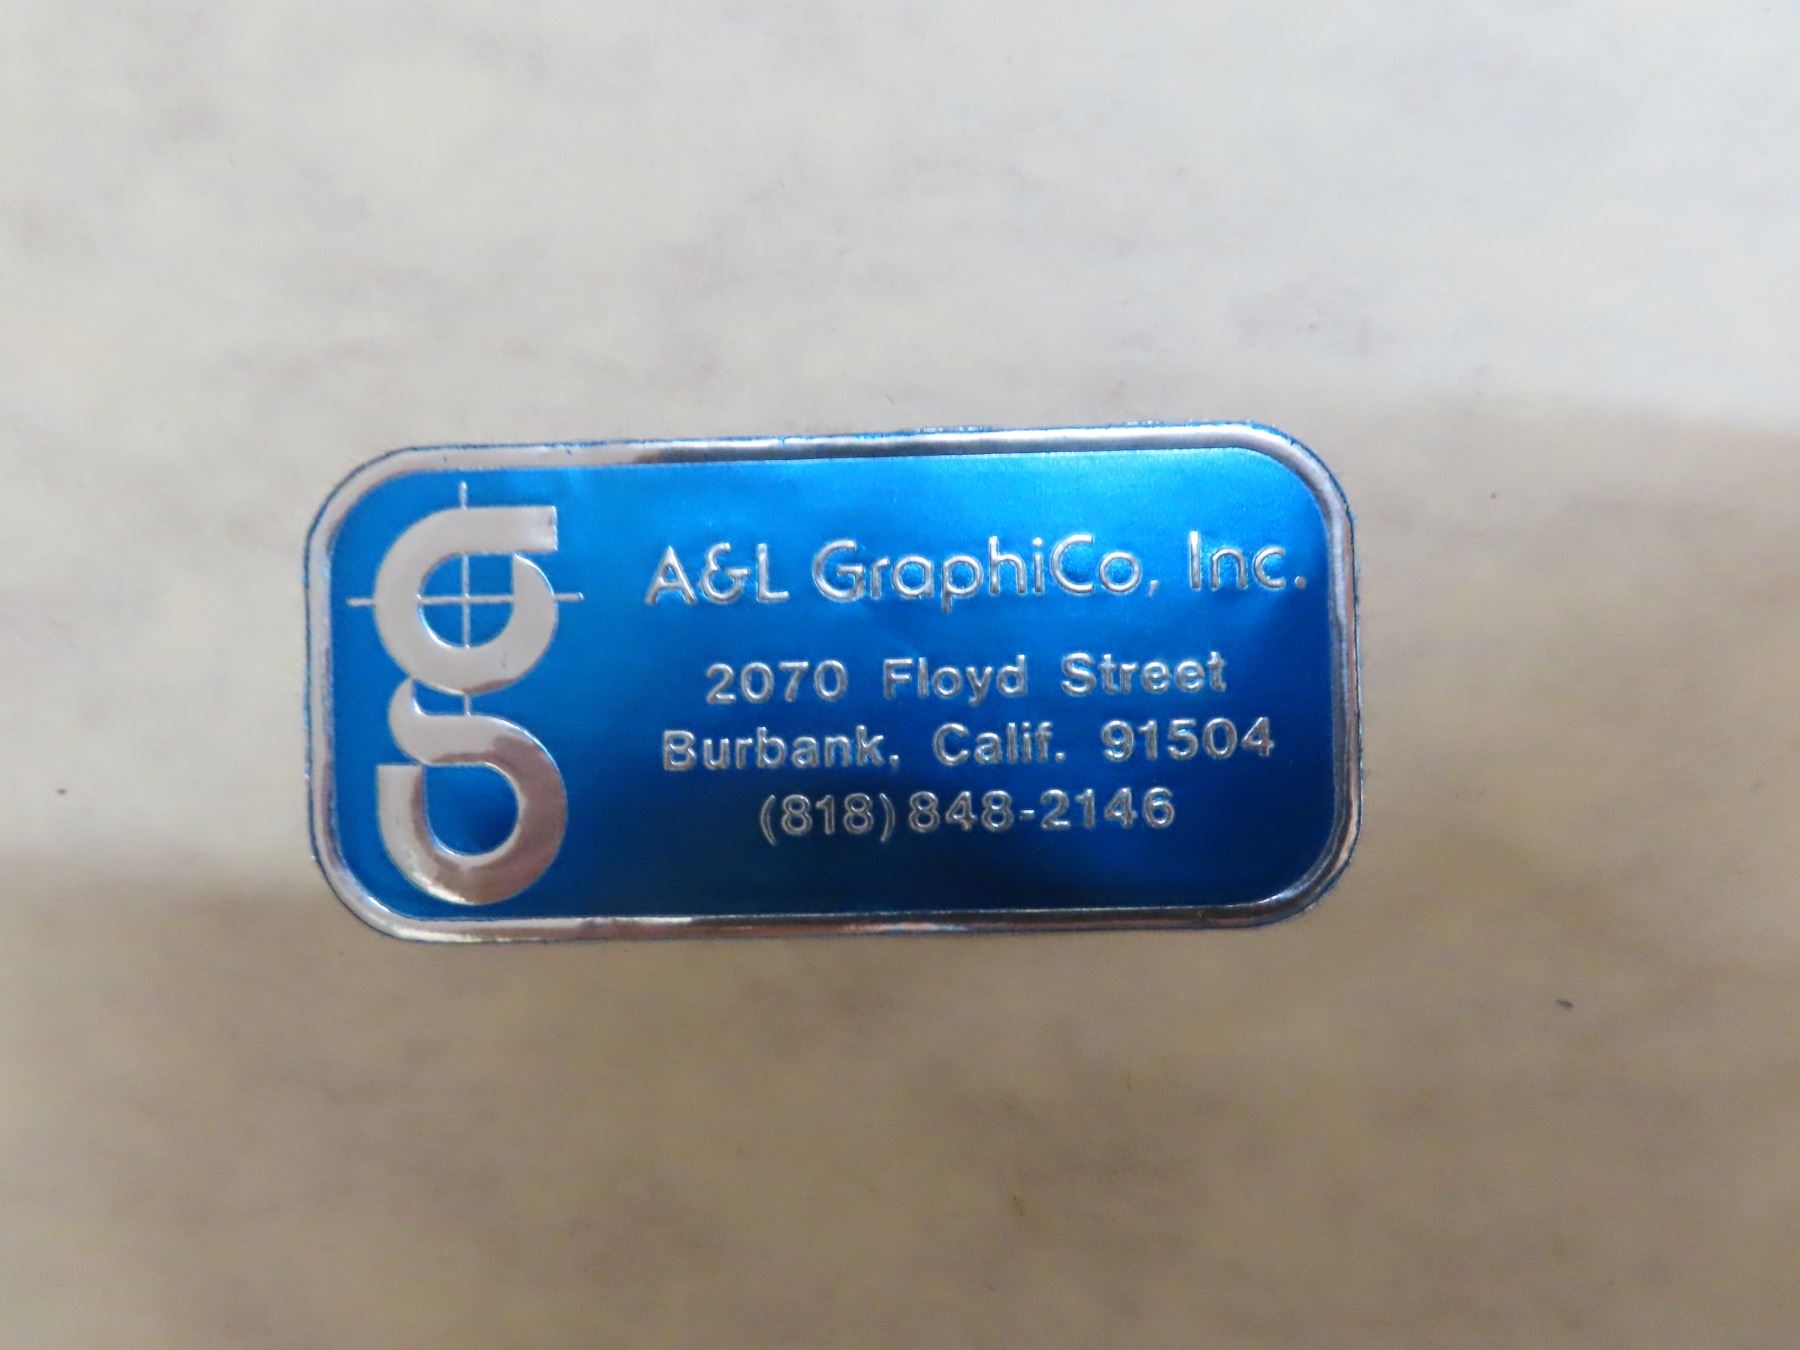 A&L GraphiCo, Inc.
2070 Floyd Street
Burbank, Calif. 91504
(818) 848-2146